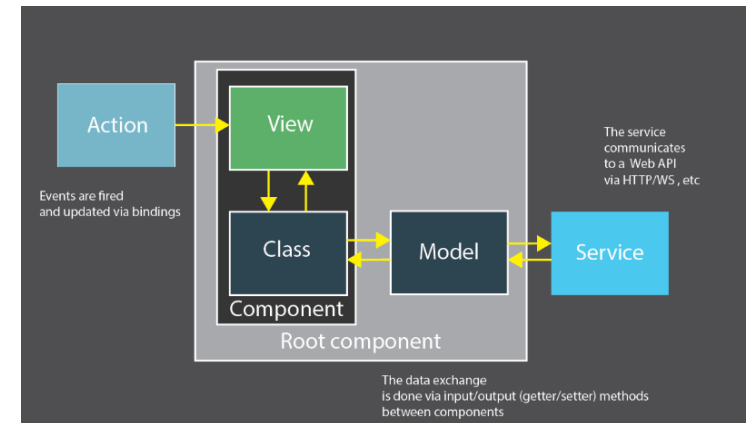 Action
View
Events are fired
and updated via bindings
The service
communicates
to a Web API
via HTTP/WS , etc
Class
Model
Service
Component
Root component
The data exchange
is done via input/output (getter/setter) methods
between components